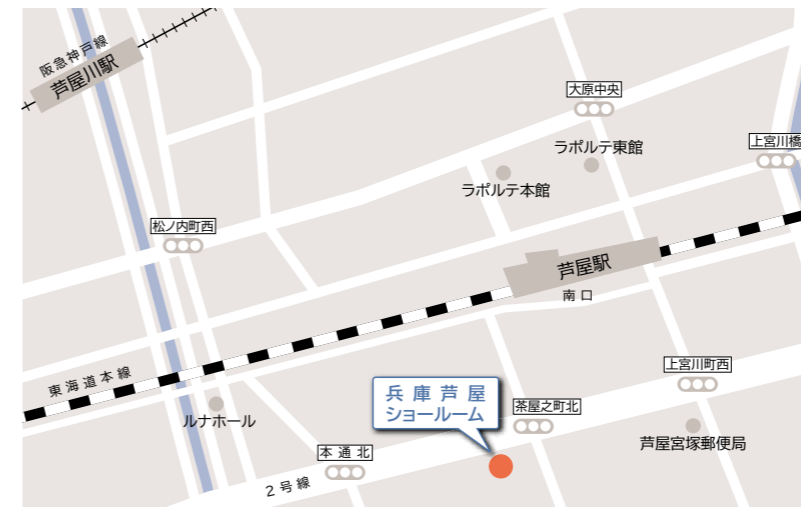 阪急神戸線
芦屋川駅
大原中央
上宮川橋
ラポルテ東館
ラポルテ本館
松ノ内町西
芦屋駅
南口
東海道本線
上宮川町西
兵庫芦屋
ショールーム
茶屋之町北
ルナホール
芦屋宮塚郵便局
本通北
2号線